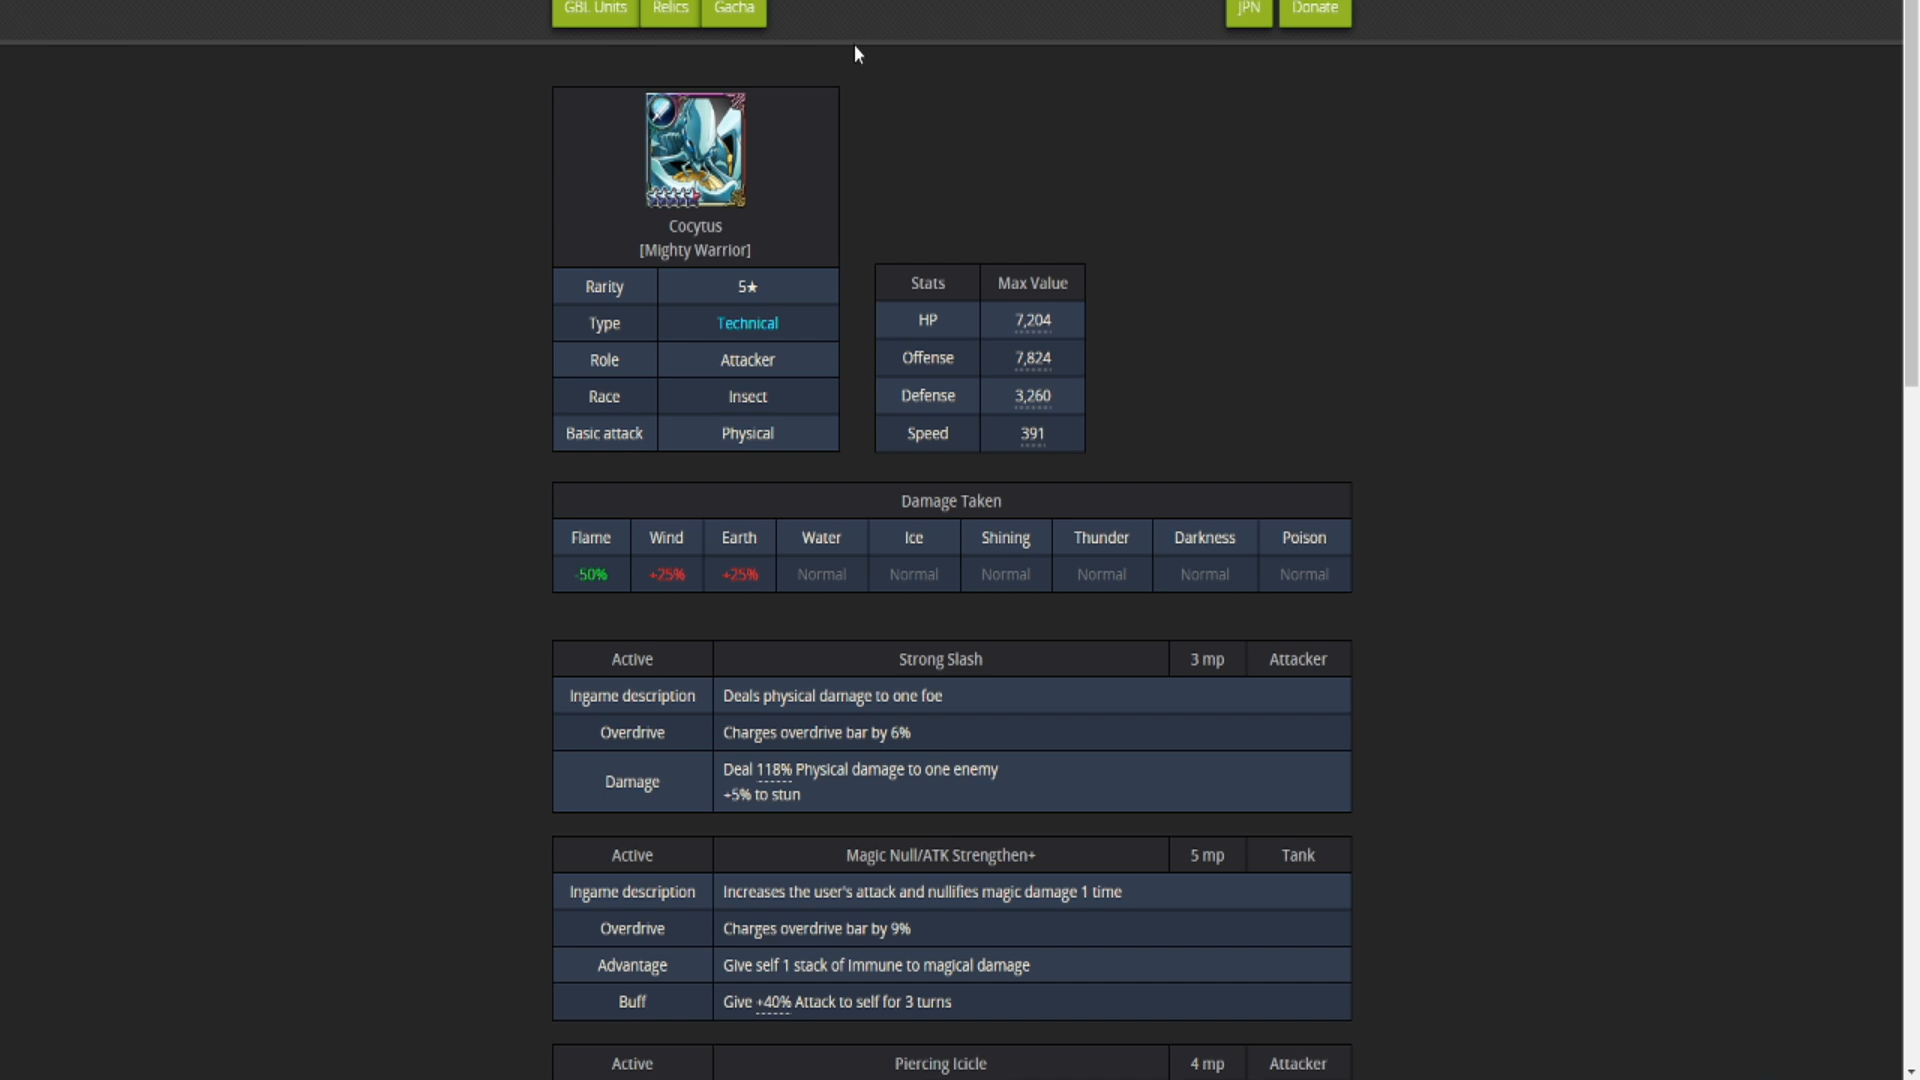 GBL Units Relics Gacha JPN Donate
Cocytus
[Mighty Warrior]
Rarity 5★
Type Technical
Role Attacker
Race Insect
Basic attack Physical
Stats Max Value
HP 7,204
Offense 7,824
Defense 3,260
Speed 391
Damage Taken
Flame Wind Earth Water Ice Shining Thunder Darkness Poison
-50% +25% +25% Normal Normal Normal Normal Normal Normal
Active Strong Slash 3 mp Attacker
Ingame description Deals physical damage to one foe
Overdrive Charges overdrive bar by 6%
Damage Deal 118% Physical damage to one enemy
+5% to stun
Active Magic Null/ATK Strengthen+ 5 mp Tank
Ingame description Increases the user's attack and nullifies magic damage 1 time
Overdrive Charges overdrive bar by 9%
Advantage Give self 1 stack of Immune to magical damage
Buff Give +40% Attack to self for 3 turns
Active Piercing Icicle 4 mp Attacker